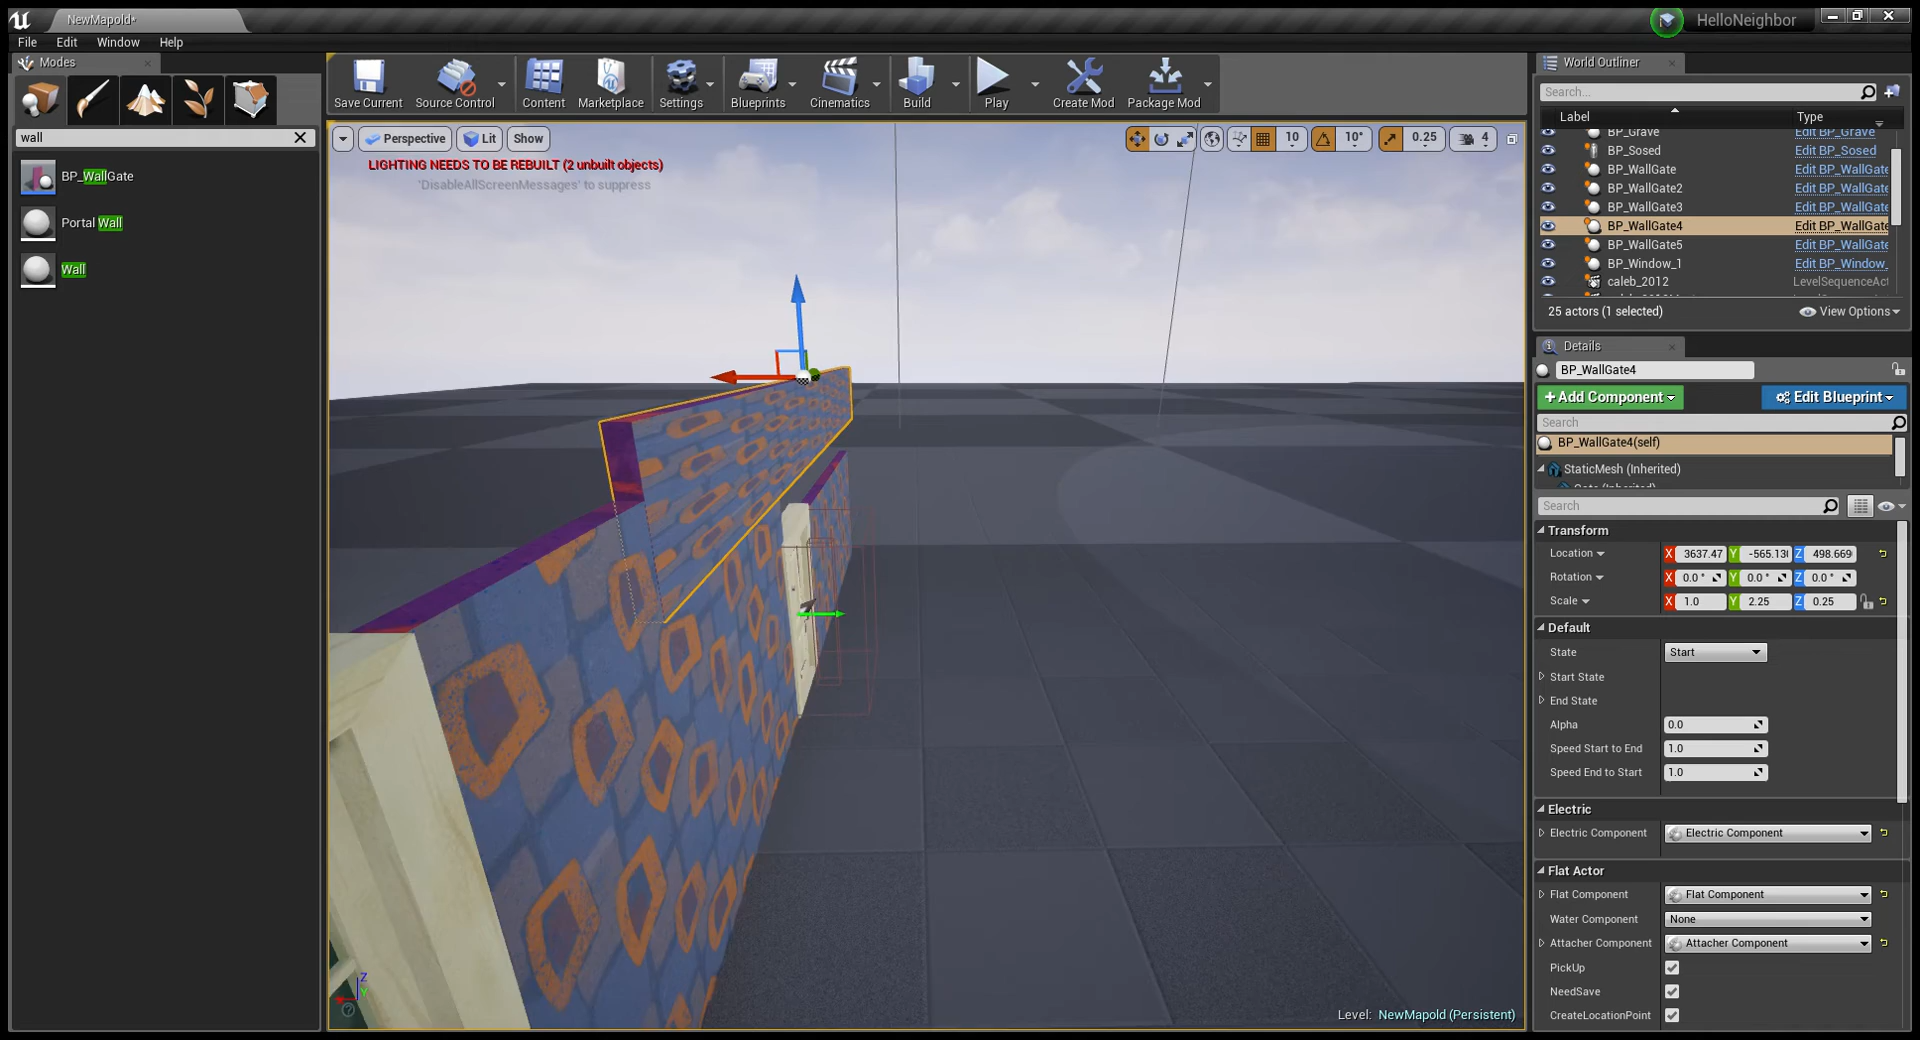 NewMapold*
HelloNeighbor
File Edit Window Help
Modes
wall
BP_WallGate
Portal Wall
Wall
Save Current
Source Control
Content
Marketplace
Settings
Blueprints
Cinematics
Build
Play
Create Mod
Package Mod
Perspective
Lit
Show
10
10°
0.25
4
LIGHTING NEEDS TO BE REBUILT (2 unbuilt objects)
'DisableAllScreenMessages' to suppress
Z
Y
Level: NewMapold (Persistent)
World Outliner
Search...
Label Type
BP_Grave Edit BP_Grave
BP_Sosed Edit BP_Sosed
BP_WallGate Edit BP_WallGate
BP_WallGate2 Edit BP_WallGate
BP_WallGate3 Edit BP_WallGate
BP_WallGate4 Edit BP_WallGate
BP_WallGate5 Edit BP_WallGate
BP_Window_1 Edit BP_Window_
caleb_2012 LevelSequenceAct
25 actors (1 selected) View Options
Details
BP_WallGate4
+Add Component Edit Blueprint
Search
BP_WallGate4(self)
StaticMesh (Inherited)
Search
Transform
Location X 3637.47 Y -565.130 Z 498.669
Rotation X 0.0° Y 0.0° Z 0.0°
Scale X 1.0 Y 2.25 Z 0.25
Default
State Start
Start State
End State
Alpha 0.0
Speed Start to End 1.0
Speed End to Start 1.0
Electric
Electric Component Electric Component
Flat Actor
Flat Component Flat Component
Water Component None
Attacher Component Attacher Component
PickUp
NeedSave
CreateLocationPoint